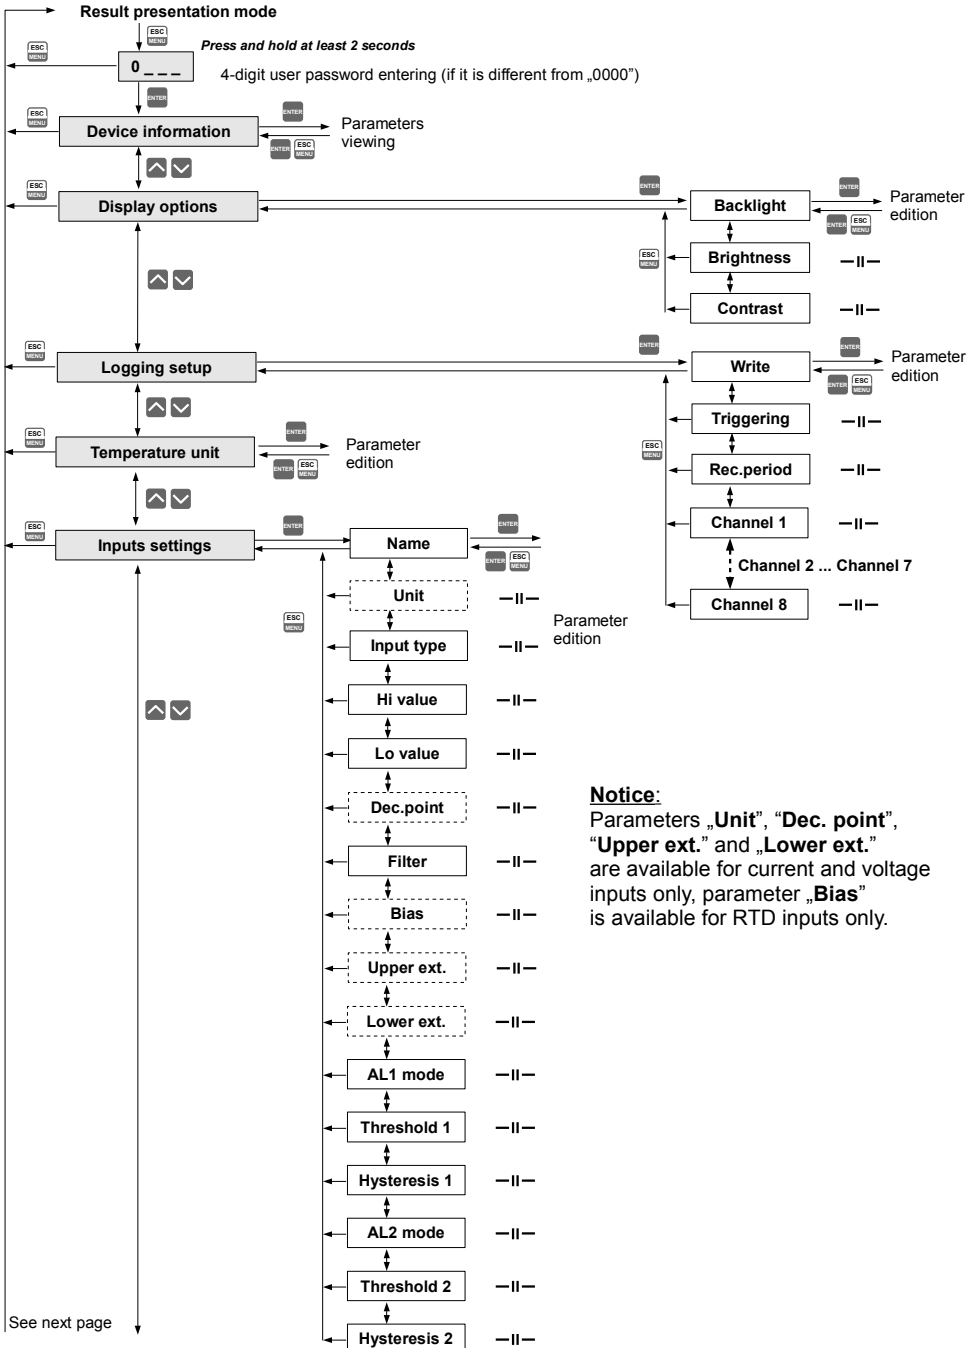 Result presentation mode
ESC
MENU
Press and hold at least 2 seconds
ESC
MENU
0 _ _ _
4-digit user password entering (if it is different from „0000”)
ENTER
ESC
MENU
Device information
ENTER
Parameters
viewing
ENTER
ESC
MENU
ESC
MENU
Display options
ENTER
Backlight
ENTER
Parameter
edition
ENTER
ESC
MENU
ESC
MENU
Brightness
—II—
Contrast
—II—
ESC
MENU
Logging setup
ENTER
Write
ENTER
Parameter
edition
ENTER
ESC
MENU
Triggering
—II—
ESC
MENU
Rec.period
—II—
Channel 1
—II—
Channel 2 ... Channel 7
Channel 8
—II—
ESC
MENU
Temperature unit
ENTER
Parameter
edition
ENTER
ESC
MENU
ESC
MENU
Inputs settings
ENTER
Name
ENTER
ENTER
ESC
MENU
Parameter
edition
ESC
MENU
Unit
—II—
Input type
—II—
Hi value
—II—
Lo value
—II—
Dec.point
—II—
Filter
—II—
Bias
—II—
Upper ext.
—II—
Lower ext.
—II—
AL1 mode
—II—
Threshold 1
—II—
Hysteresis 1
—II—
AL2 mode
—II—
Threshold 2
—II—
Hysteresis 2
—II—
Notice:
Parameters „Unit”, “Dec. point”,
“Upper ext.” and „Lower ext.”
are available for current and voltage
inputs only, parameter „Bias”
is available for RTD inputs only.
See next page